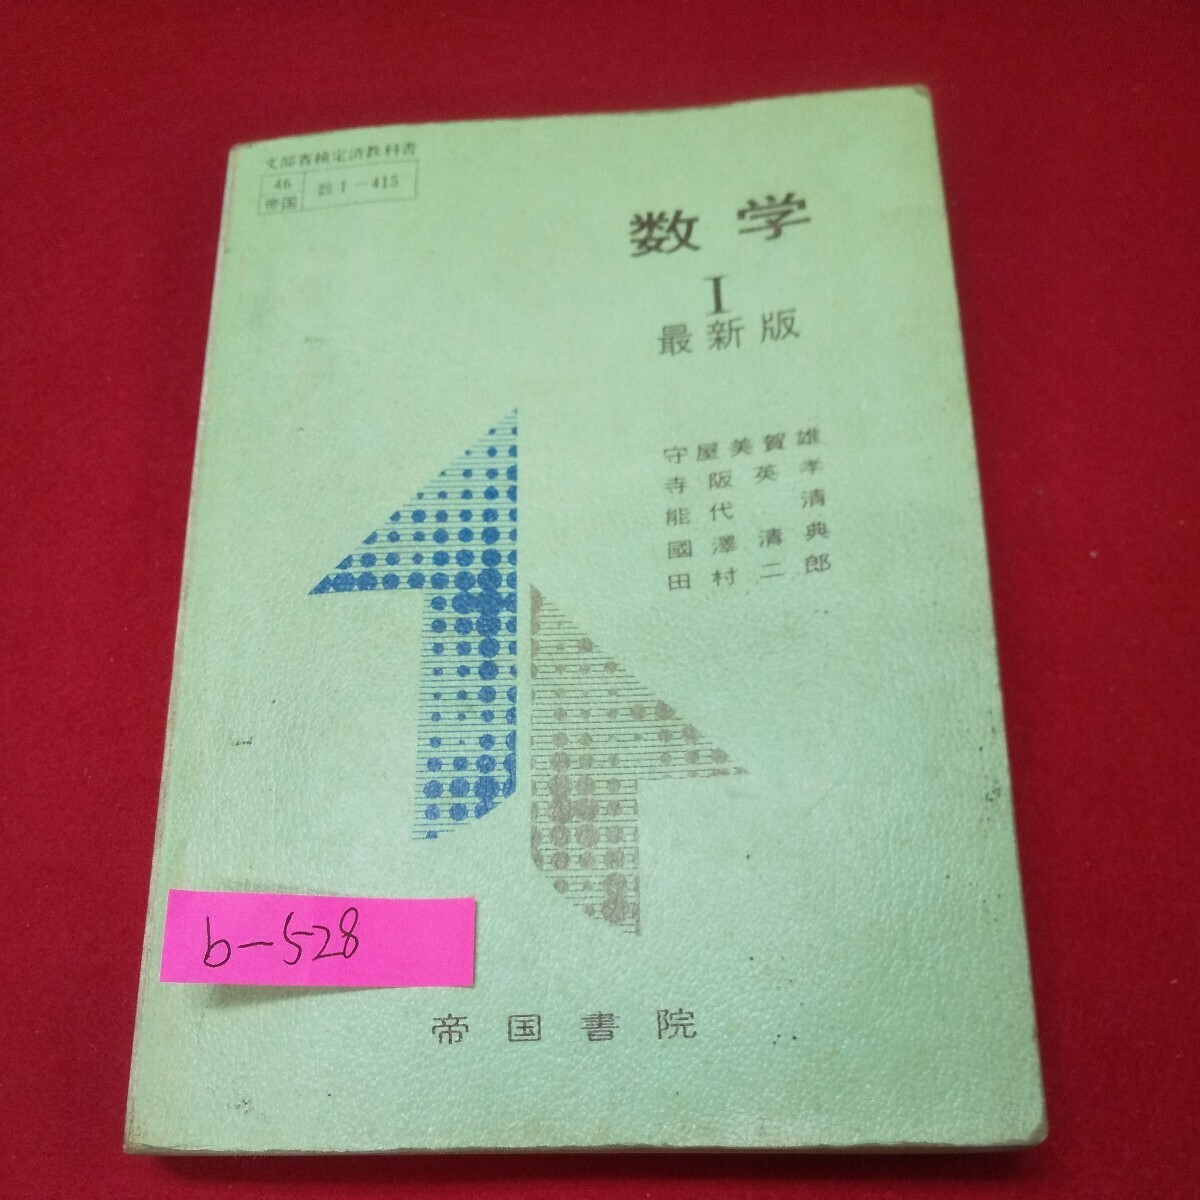 文部省検定済教科書
46 帝国 数I－415
数学
I
最新版
守屋美賀雄
寺阪英孝
能代清
國澤清典
田村二郎
b-528
帝国書院